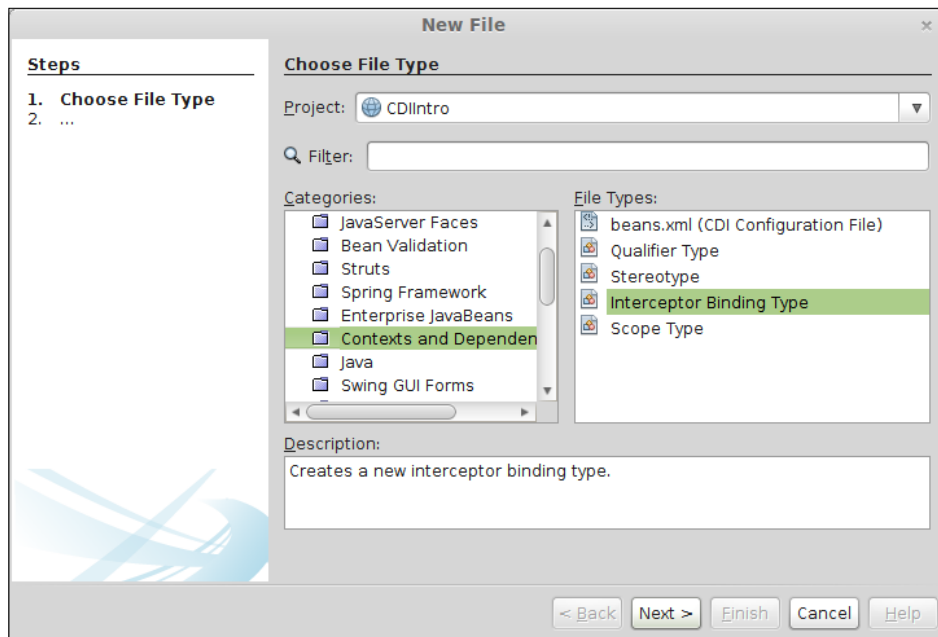 New File
Steps
1. Choose File Type
2. ...
Choose File Type
Project: CDIIntro
Filter:
Categories:
JavaServer Faces
Bean Validation
Struts
Spring Framework
Enterprise JavaBeans
Contexts and Dependen
Java
Swing GUI Forms
File Types:
beans.xml (CDI Configuration File)
Qualifier Type
Stereotype
Interceptor Binding Type
Scope Type
Description:
Creates a new interceptor binding type.
< Back Next > Finish Cancel Help